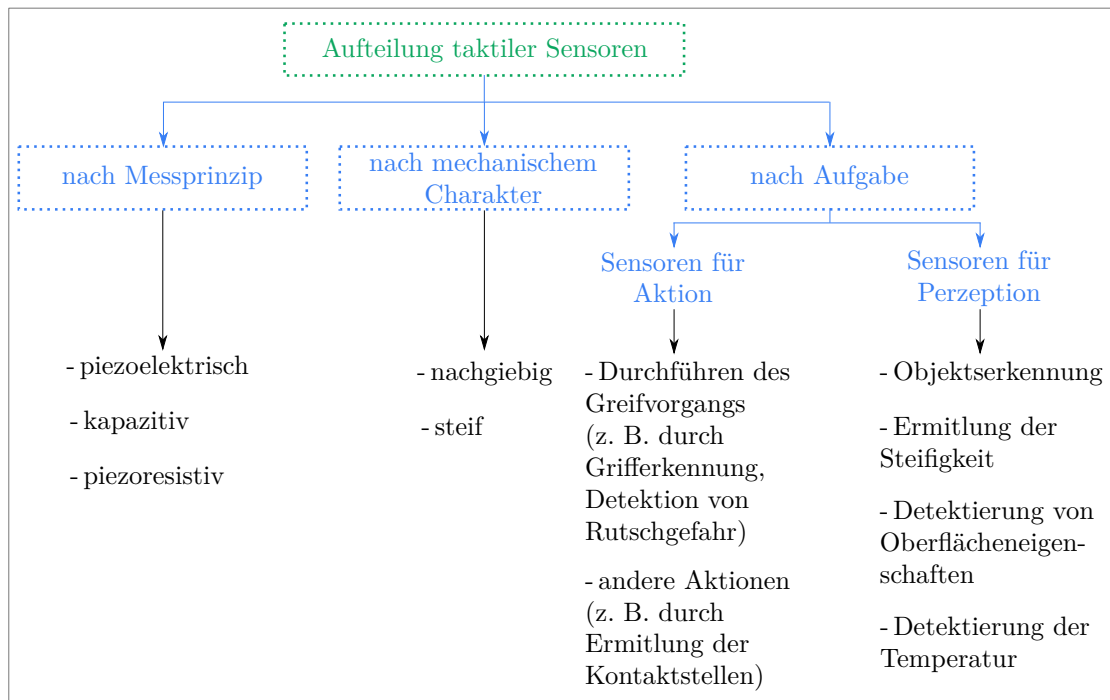 Aufteilung taktiler Sensoren
nach Messprinzip
nach mechanischem
Charakter
nach Aufgabe
Sensoren für
Aktion
Sensoren für
Perzeption
- piezoelektrisch
- kapazitiv
- piezoresistiv
- nachgiebig
- steif
- Durchführen des
Greifvorgangs
(z. B. durch
Grifferkennung,
Detektion von
Rutschgefahr)
- andere Aktionen
(z. B. durch
Ermitlung der
Kontaktstellen)
- Objektserkennung
- Ermitlung der
Steifigkeit
- Detektierung von
Oberflächeneigen-
schaften
- Detektierung der
Temperatur